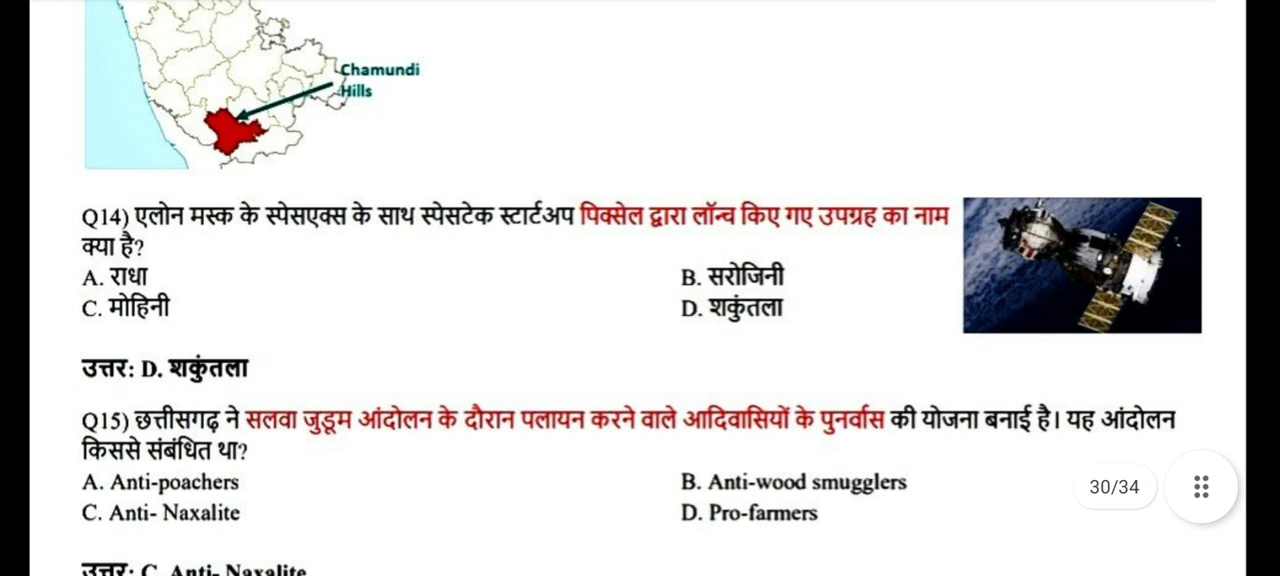 Chamundi
Hills
Q14) एलोन मस्क के स्पेसएक्स के साथ स्पेसटेक स्टार्टअप पिक्सेल द्वारा लॉन्च किए गए उपग्रह का नाम
क्या है?
A. राधा
B. सरोजिनी
C. मोहिनी
D. शकुंतला
उत्तर: D. शकुंतला
Q15) छत्तीसगढ़ ने सलवा जुडूम आंदोलन के दौरान पलायन करने वाले आदिवासियों के पुनर्वास की योजना बनाई है। यह आंदोलन
किससे संबंधित था?
A. Anti-poachers
B. Anti-wood smugglers
30/34
C. Anti- Naxalite
D. Pro-farmers
उत्तर: C. Anti- Naxalite